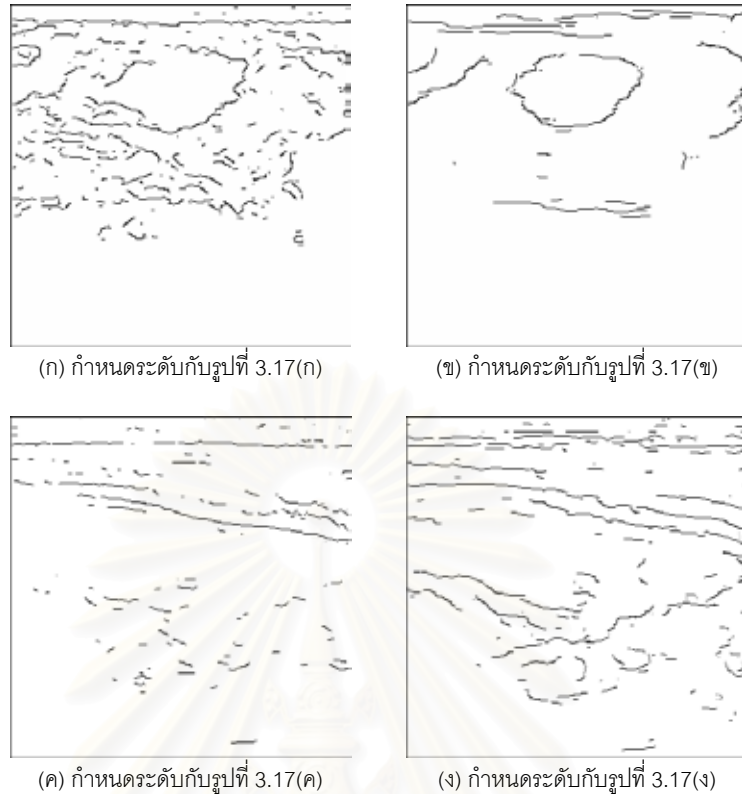 (ก) กำหนดระดับกับรูปที่ 3.17(ก)
(ข) กำหนดระดับกับรูปที่ 3.17(ข)
(ค) กำหนดระดับกับรูปที่ 3.17(ค)
(ง) กำหนดระดับกับรูปที่ 3.17(ง)